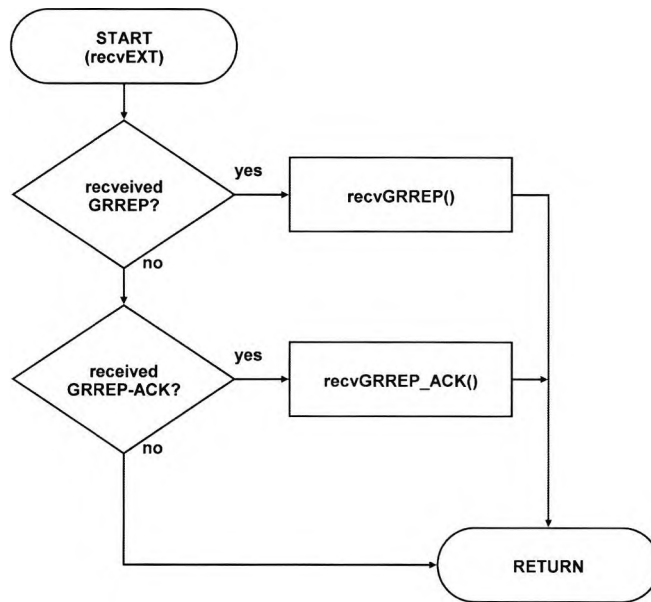 START
(recvEXT)
recveived
GRREP?
yes
recvGRREP()
no
received
GRREP-ACK?
yes
recvGRREP_ACK()
no
RETURN